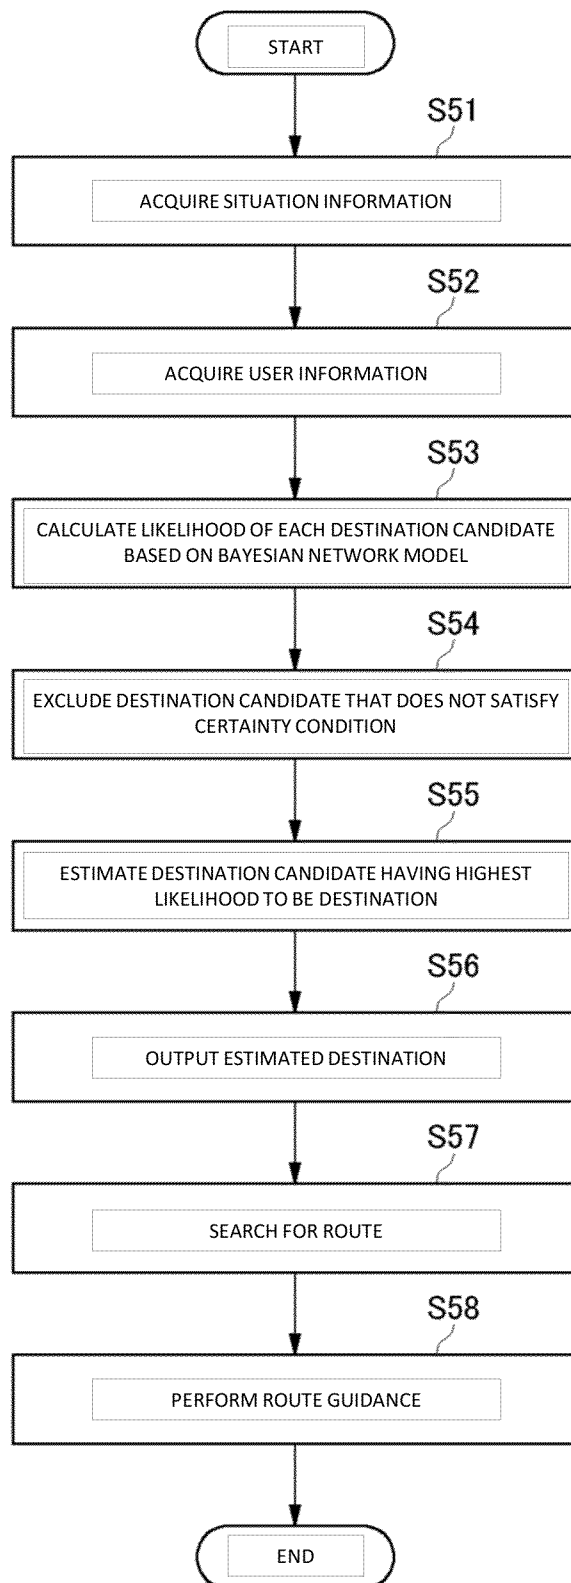 START
S51
ACQUIRE SITUATION INFORMATION
S52
ACQUIRE USER INFORMATION
S53
CALCULATE LIKELIHOOD OF EACH DESTINATION CANDIDATE
BASED ON BAYESIAN NETWORK MODEL
S54
EXCLUDE DESTINATION CANDIDATE THAT DOES NOT SATISFY
CERTAINTY CONDITION
S55
ESTIMATE DESTINATION CANDIDATE HAVING HIGHEST
LIKELIHOOD TO BE DESTINATION
S56
OUTPUT ESTIMATED DESTINATION
S57
SEARCH FOR ROUTE
S58
PERFORM ROUTE GUIDANCE
END